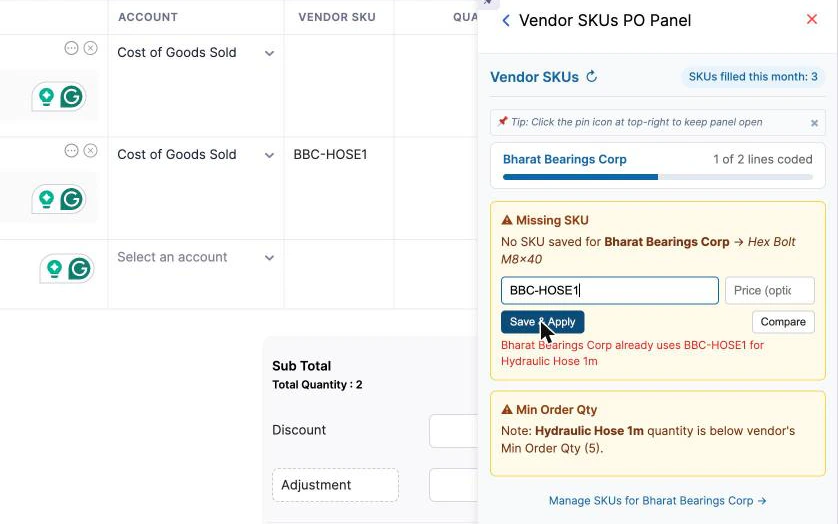 ACCOUNT
VENDOR SKU
QUA
Cost of Goods Sold
Cost of Goods Sold
BBC-HOSE1
Select an account
Sub Total
Total Quantity : 2
Discount
Adjustment
Vendor SKUs PO Panel
Vendor SKUs
SKUs filled this month: 3
Tip: Click the pin icon at top-right to keep panel open
Bharat Bearings Corp
1 of 2 lines coded
Missing SKU
No SKU saved for Bharat Bearings Corp → Hex Bolt
M8×40
BBC-HOSE1
Price (optic
Save & Apply
Compare
Bharat Bearings Corp already uses BBC-HOSE1 for
Hydraulic Hose 1m
Min Order Qty
Note: Hydraulic Hose 1m quantity is below vendor's
Min Order Qty (5).
Manage SKUs for Bharat Bearings Corp →